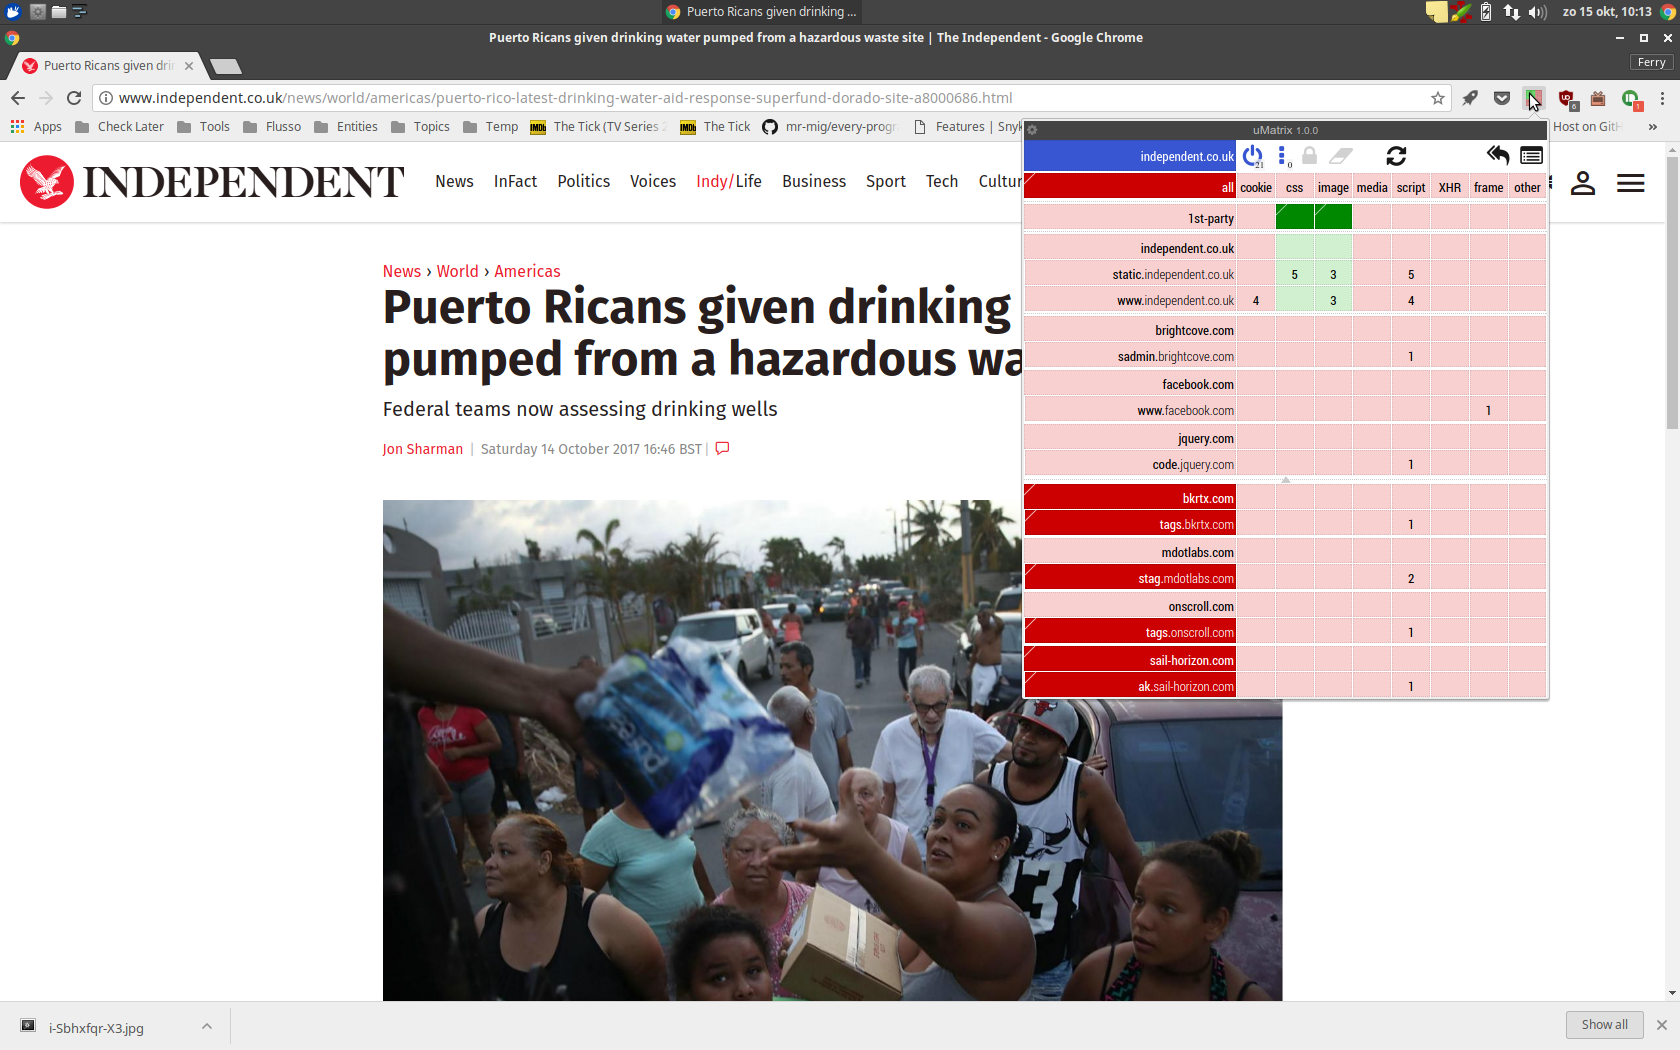 Puerto Ricans given drinking ...
zo 15 okt, 10:13
Puerto Ricans given drinking water pumped from a hazardous waste site | The Independent - Google Chrome
Puerto Ricans given drin
Ferry
www.independent.co.uk/news/world/americas/puerto-rico-latest-drinking-water-aid-response-superfund-dorado-site-a8000686.html
6
1
Apps Check Later Tools Flusso Entities Topics Temp IMDb The Tick (TV Series 2 IMDb The Tick mr-mig/every-progr Features | Snyk Host on GitH »
uMatrix 1.0.0
independent.co.uk 21 0
all cookie css image media script XHR frame other
1st-party
independent.co.uk
static.independent.co.uk 5 3 5
www.independent.co.uk 4 3 4
brightcove.com
sadmin.brightcove.com 1
facebook.com
www.facebook.com 1
jquery.com
code.jquery.com 1
bkrtx.com
tags.bkrtx.com 1
mdotlabs.com
stag.mdotlabs.com 2
onscroll.com
tags.onscroll.com 1
sail-horizon.com
ak.sail-horizon.com 1
INDEPENDENT News InFact Politics Voices Indy/Life Business Sport Tech Cultur
News › World › Americas
Puerto Ricans given drinking
pumped from a hazardous wa
Federal teams now assessing drinking wells
Jon Sharman | Saturday 14 October 2017 16:46 BST |
i-Sbhxfqr-X3.jpg
Show all